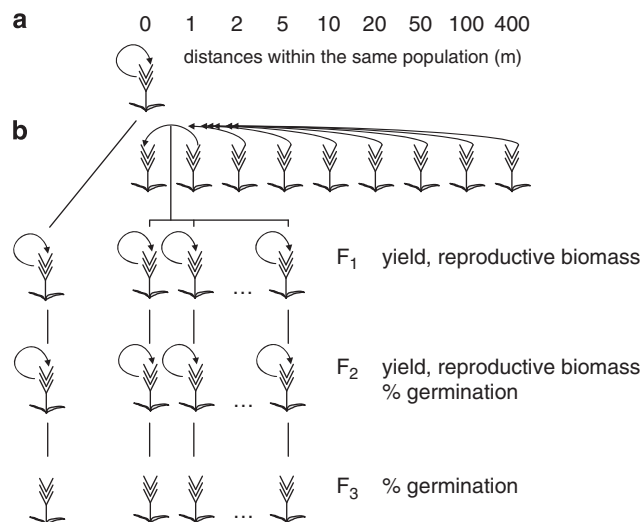 a 0 1 2 5 10 20 50 100 400
distances within the same population (m)
b
F1 yield, reproductive biomass
...
F2 yield, reproductive biomass
% germination
...
F3 % germination
...